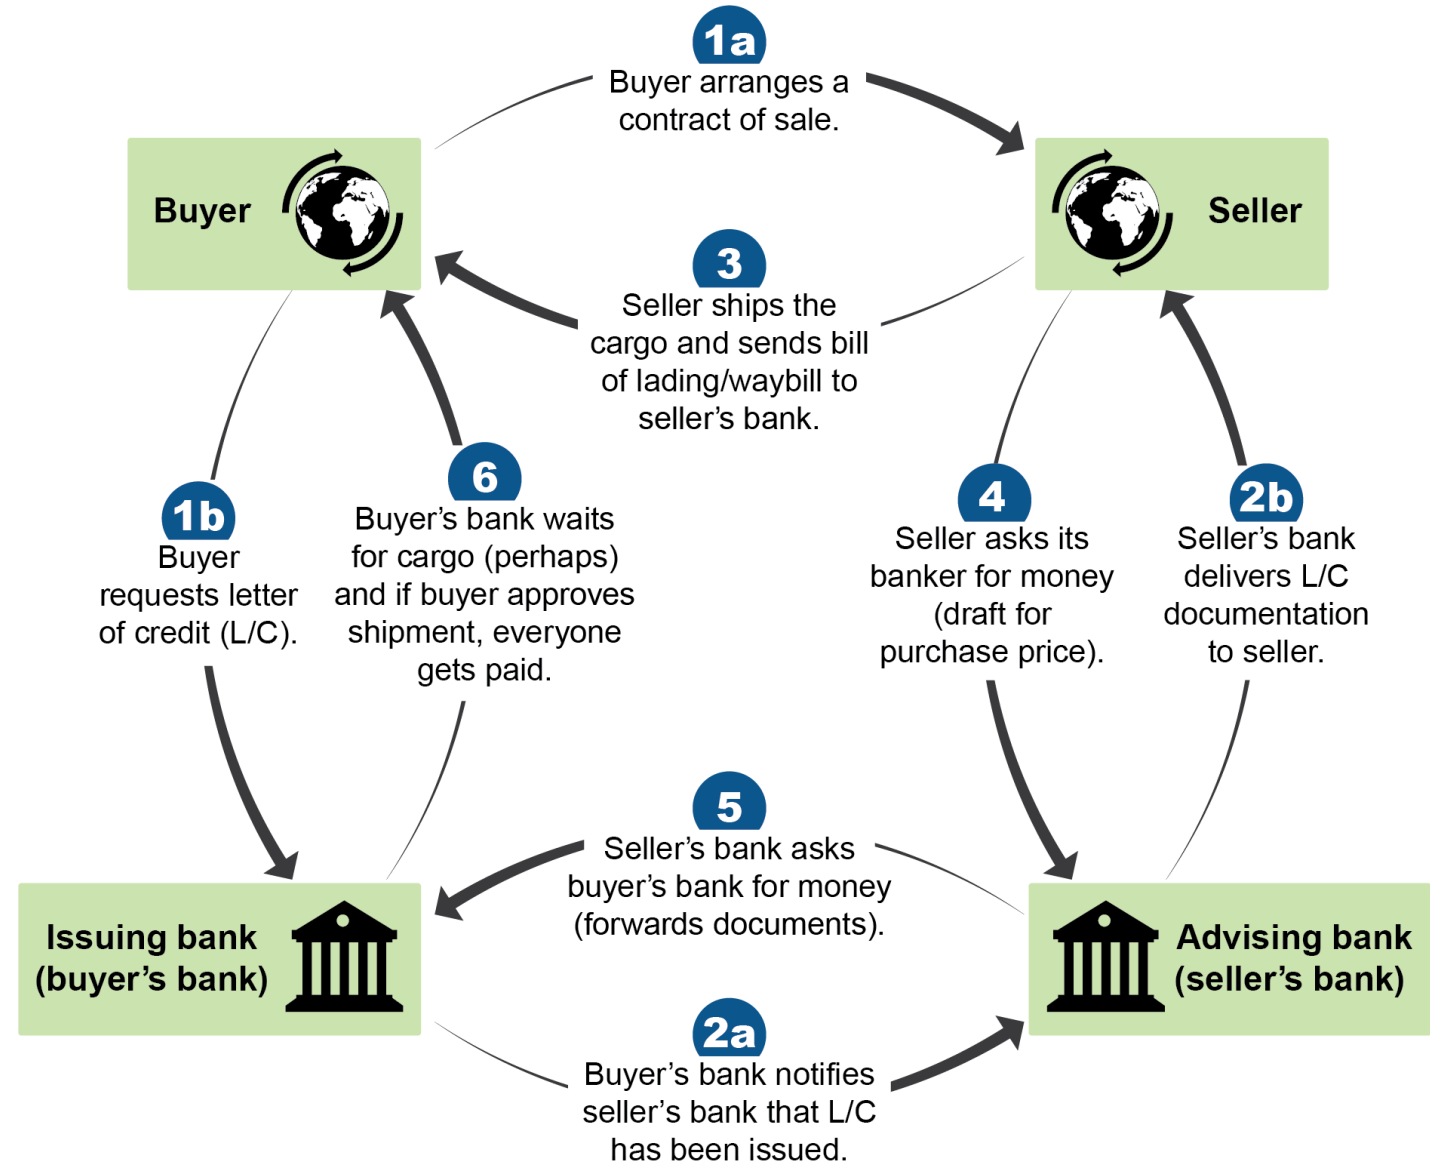 1a
Buyer arranges a
contract of sale.
Buyer
Seller
3
Seller ships the
cargo and sends bill
of lading/waybill to
seller’s bank.
1b
Buyer
requests letter
of credit (L/C).
6
Buyer’s bank waits
for cargo (perhaps)
and if buyer approves
shipment, everyone
gets paid.
4
Seller asks its
banker for money
(draft for
purchase price).
2b
Seller’s bank
delivers L/C
documentation
to seller.
5
Seller’s bank asks
buyer’s bank for money
(forwards documents).
Issuing bank
(buyer’s bank)
Advising bank
(seller’s bank)
2a
Buyer’s bank notifies
seller’s bank that L/C
has been issued.